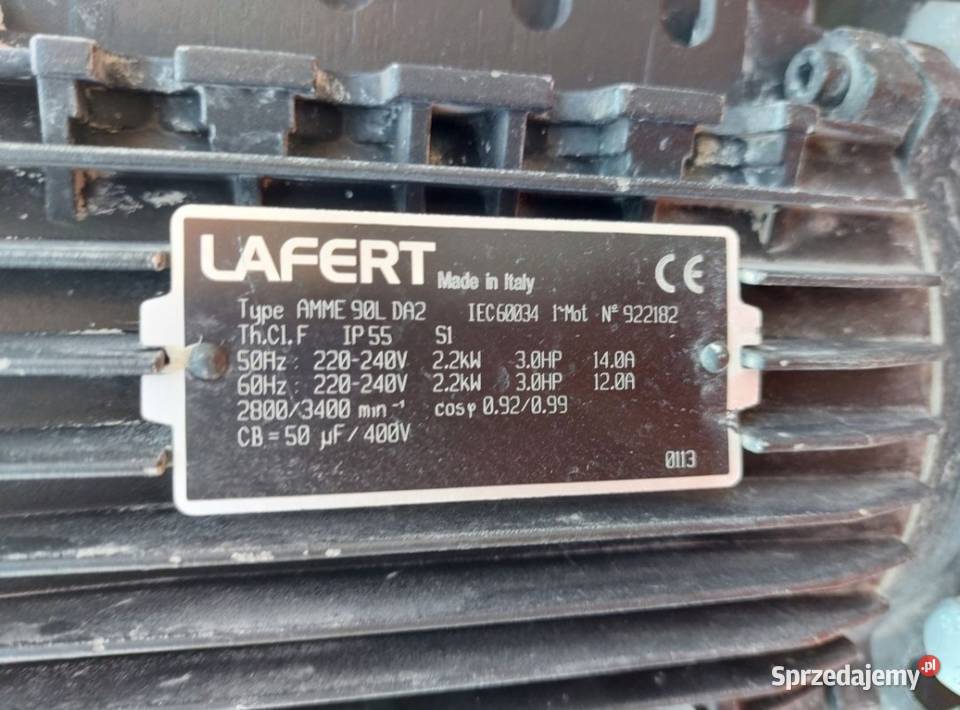 LAFERT Made in Italy CE
Type AMME 90L DA2 IEC60034 1~Mot Nº 922182
Th.Cl.F IP55 S1
50Hz: 220-240V 2.2kW 3.0HP 14.0A
60Hz: 220-240V 2.2kW 3.0HP 12.0A
2800/3400 min⁻¹ cosφ 0.92/0.99
CB = 50 µF / 400V
0113
Sprzedajemy.pl